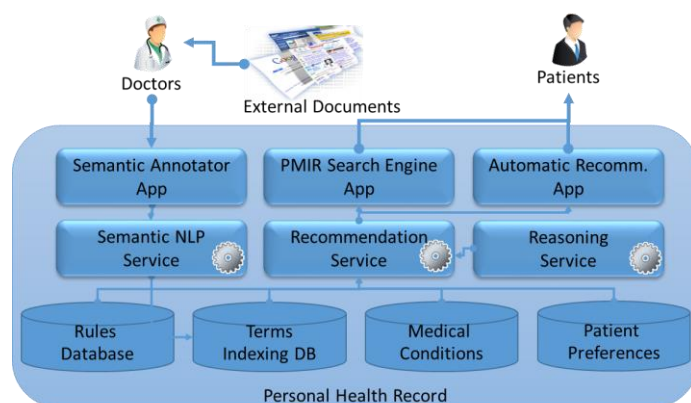 Doctors
External Documents
Patients
Semantic Annotator
App
PMIR Search Engine
App
Automatic Recomm.
App
Semantic NLP
Service
Recommendation
Service
Reasoning
Service
Rules
Database
Terms
Indexing DB
Medical
Conditions
Patient
Preferences
Personal Health Record